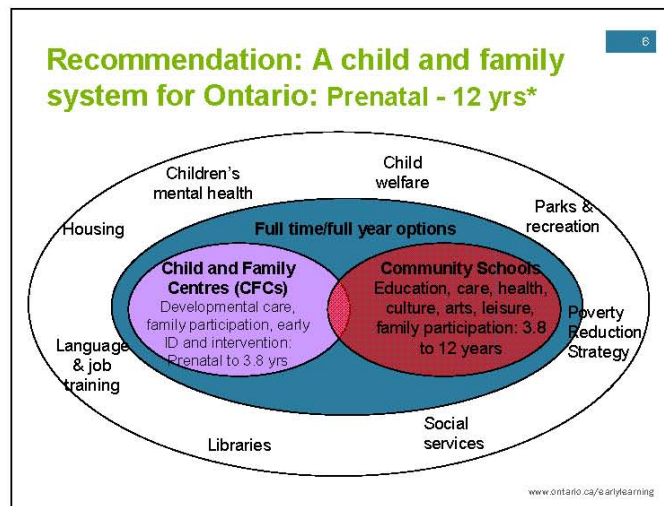 6
Recommendation: A child and family
system for Ontario: Prenatal - 12 yrs*
Children's
mental health
Child
welfare
Housing
Parks &
recreation
Full time/full year options
Child and Family
Centres (CFCs)
Developmental care,
family participation, early
ID and intervention:
Prenatal to 3.8 yrs
Community Schools
Education, care, health,
culture, arts, leisure,
family participation: 3.8
to 12 years
Poverty
Reduction
Strategy
Language
& job
training
Libraries
Social
services
www.ontario.ca/earlylearning